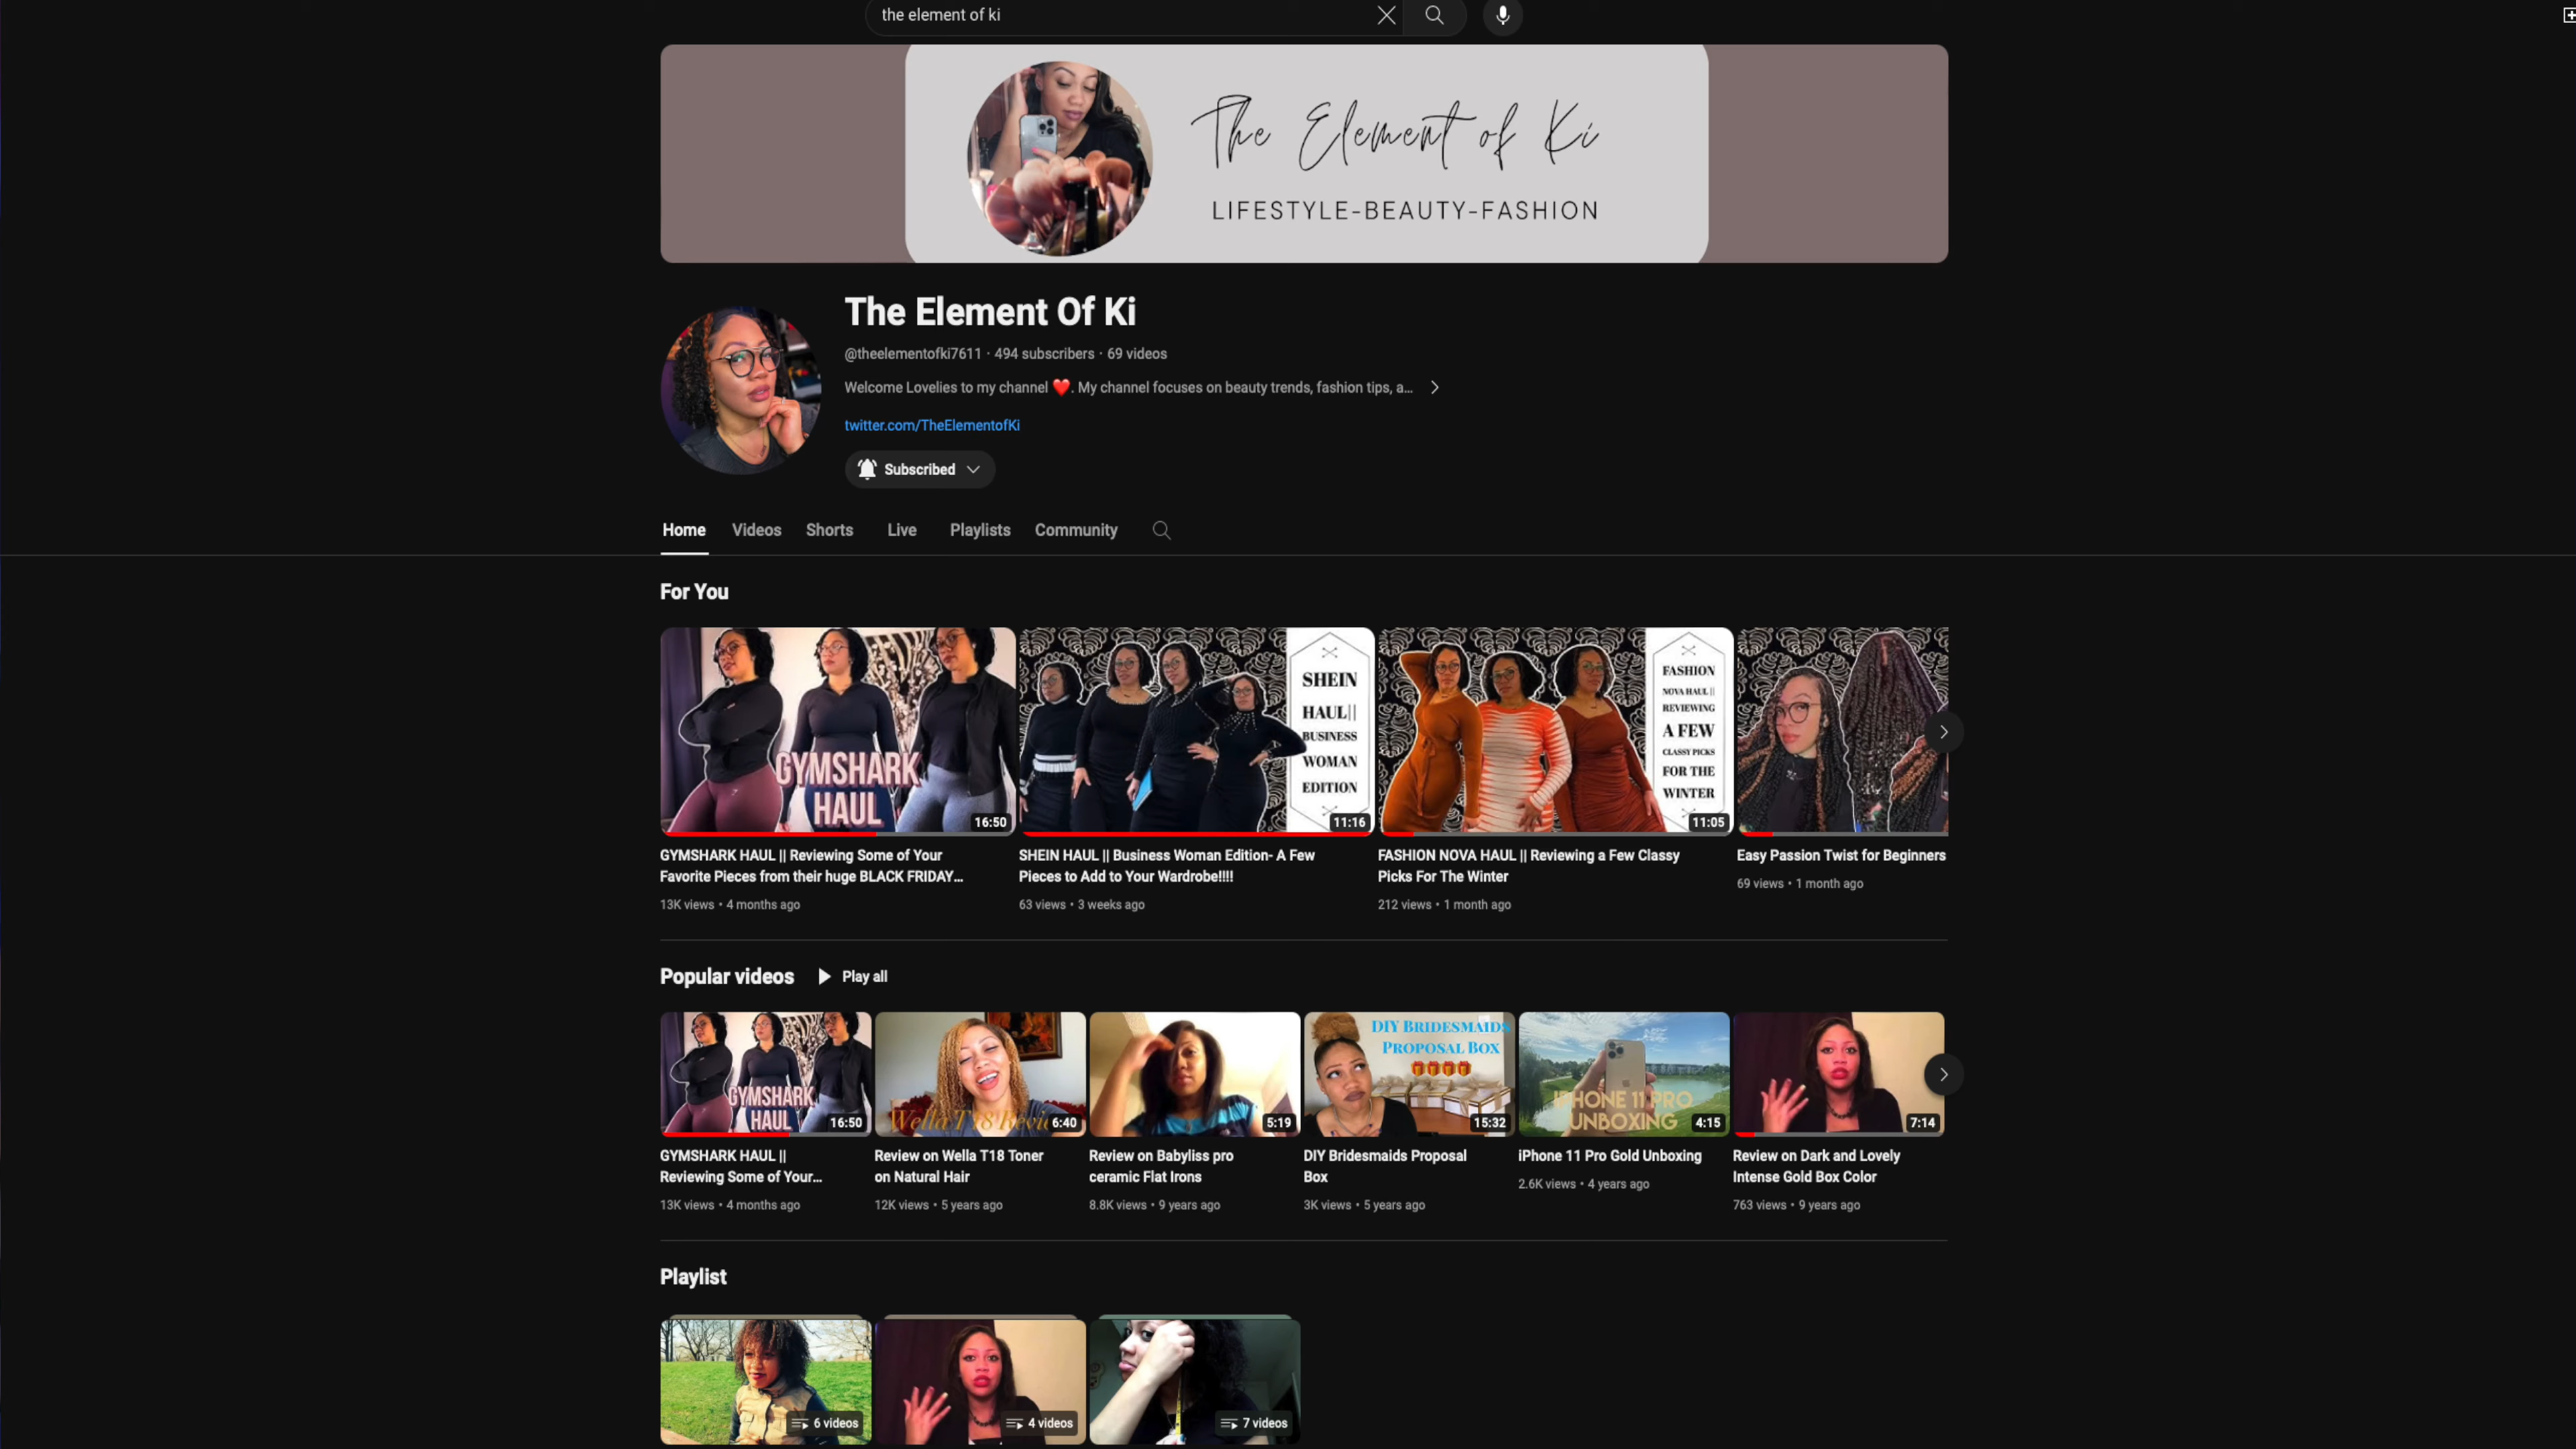 the element of ki
The Element of Ki
LIFESTYLE-BEAUTY-FASHION
The Element Of Ki
@theelementofki7611 · 494 subscribers · 69 videos
Welcome Lovelies to my channel ❤️. My channel focuses on beauty trends, fashion tips, a...
twitter.com/TheElementofKi
Subscribed
Home Videos Shorts Live Playlists Community
For You
GYMSHARK
HAUL
16:50
SHEIN
HAUL||
BUSINESS
WOMAN
EDITION
11:16
FASHION
NOVA HAUL ||
REVIEWING
A FEW
CLASSY PICKS
FOR THE
WINTER
11:05
GYMSHARK HAUL || Reviewing Some of Your
Favorite Pieces from their huge BLACK FRIDAY...
13K views • 4 months ago
SHEIN HAUL || Business Woman Edition- A Few
Pieces to Add to Your Wardrobe!!!!
63 views • 3 weeks ago
FASHION NOVA HAUL || Reviewing a Few Classy
Picks For The Winter
212 views • 1 month ago
Easy Passion Twist for Beginners
69 views • 1 month ago
Popular videos Play all
GYMSHARK
HAUL
16:50
Wella T18 Revie
6:40
5:19
DIY BRIDESMAIDS
PROPOSAL BOX
15:32
IPHONE 11 PRO
UNBOXING
4:15
7:14
GYMSHARK HAUL ||
Reviewing Some of Your...
13K views • 4 months ago
Review on Wella T18 Toner
on Natural Hair
12K views • 5 years ago
Review on Babyliss pro
ceramic Flat Irons
8.8K views • 9 years ago
DIY Bridesmaids Proposal
Box
3K views • 5 years ago
iPhone 11 Pro Gold Unboxing
2.6K views • 4 years ago
Review on Dark and Lovely
Intense Gold Box Color
763 views • 9 years ago
Playlist
6 videos
4 videos
7 videos